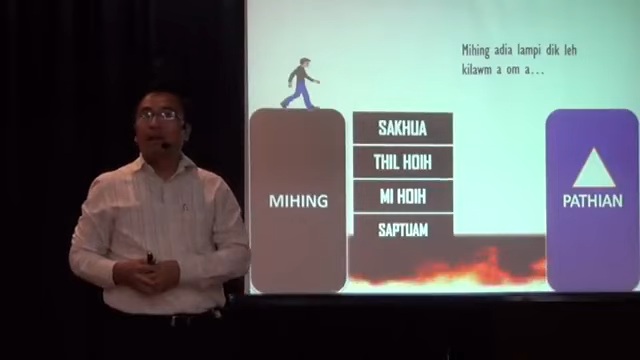 Mihing adia lampi dik leh
kilawm a om a...
SAKHUA
THIL HOIH
MI HOIH
SAPTUAM
MIHING
PATHIAN